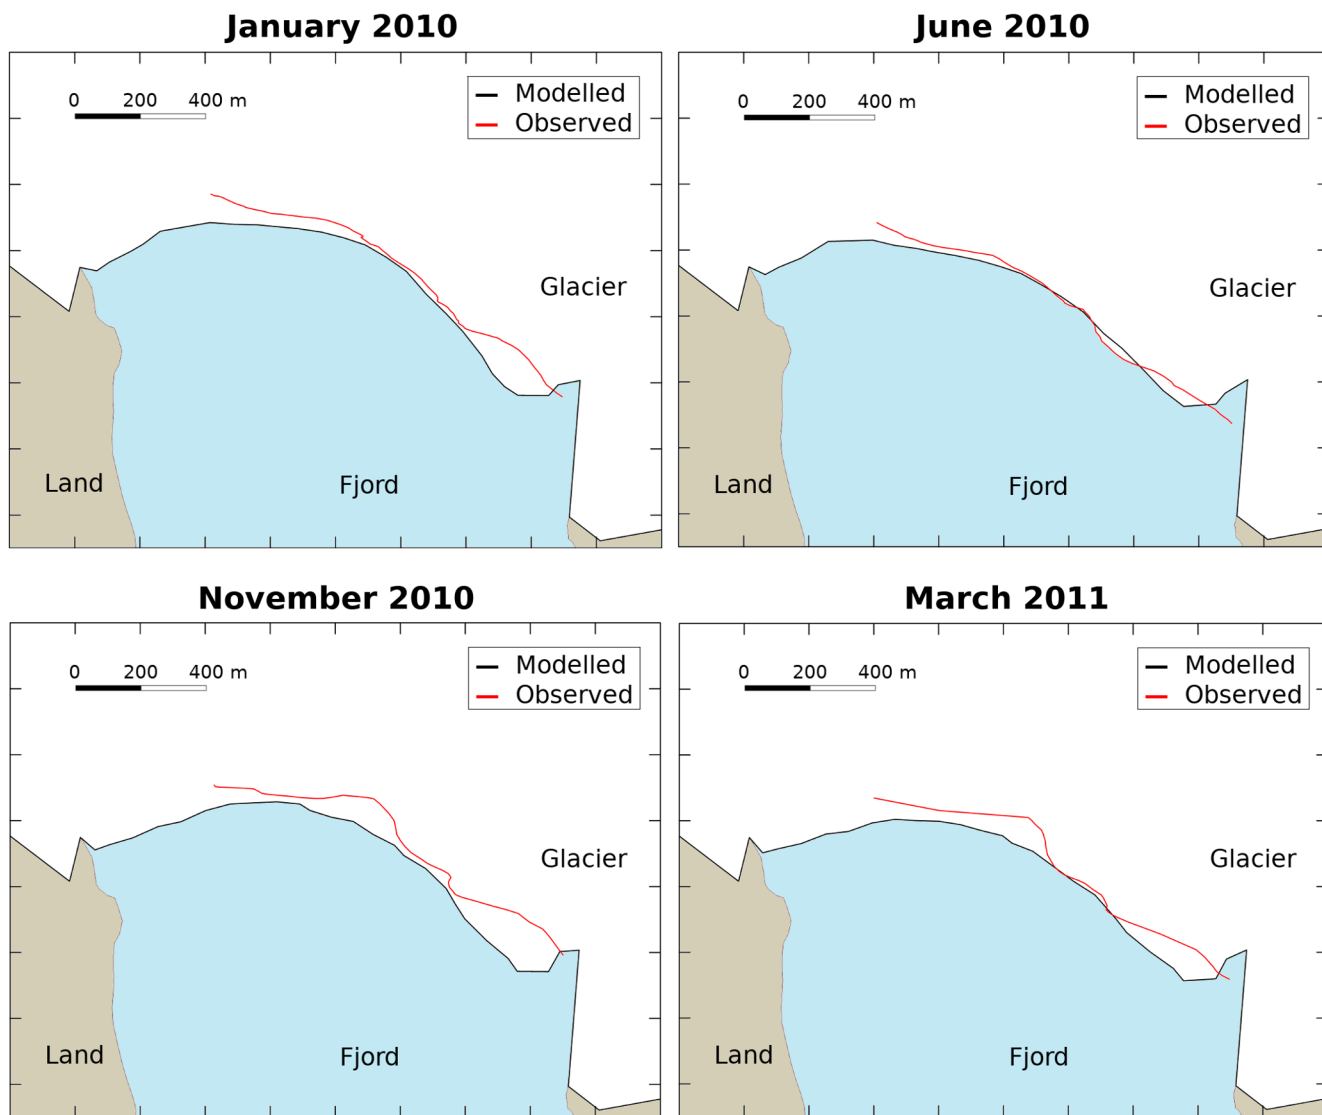 January 2010
0 200 400 m
Modelled
Observed
Glacier
Land
Fjord
June 2010
0 200 400 m
Modelled
Observed
Glacier
Land
Fjord
November 2010
0 200 400 m
Modelled
Observed
Glacier
Land
Fjord
March 2011
0 200 400 m
Modelled
Observed
Glacier
Land
Fjord